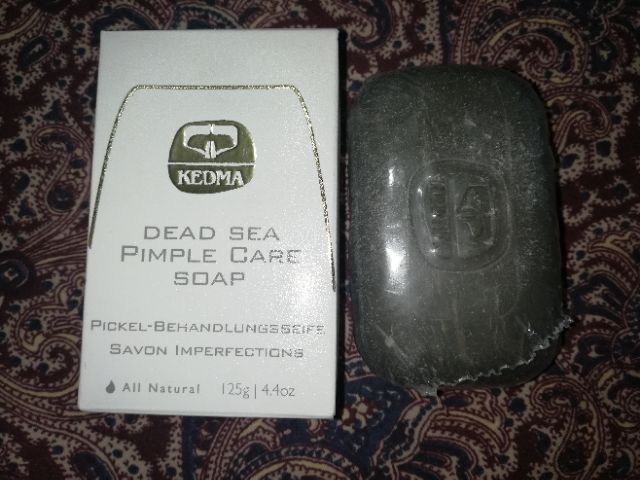 KEDMA
DEAD SEA
PIMPLE CARE
SOAP
PICKEL-BEHANDLUNGSSEIFE
SAVON IMPERFECTIONS
All Natural 125g | 4.4oz